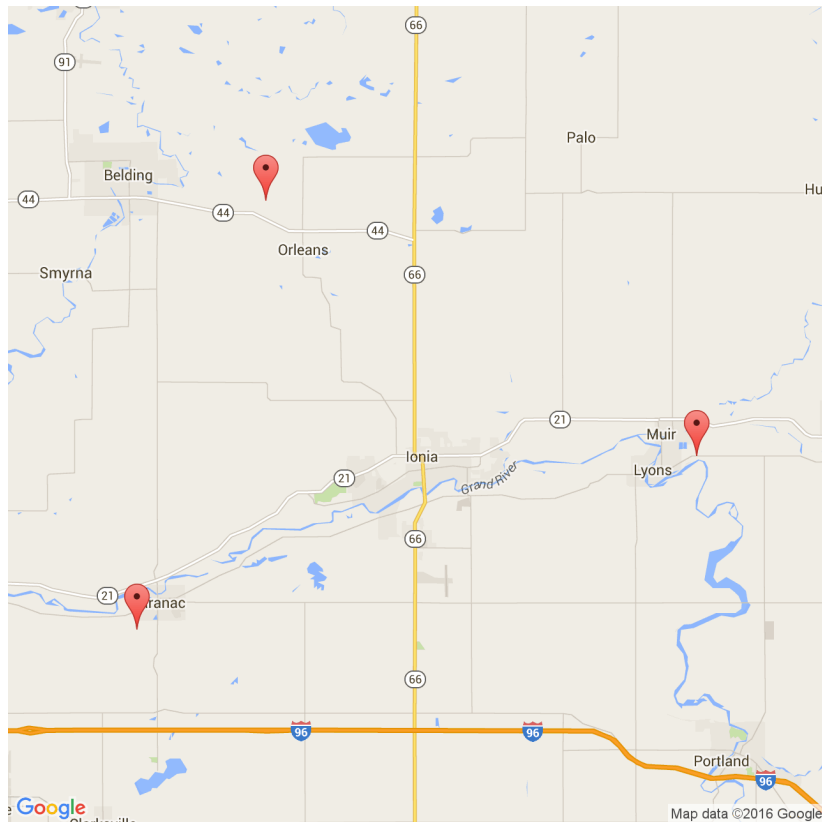 66
91
Palo
Belding
Hu
44
44
44
Orleans
66
Smyrna
21
Muir
Ionia
Lyons
21
Grand River
66
21
ranac
66
96
96
Portland
96
Google
Map data ©2016 Google